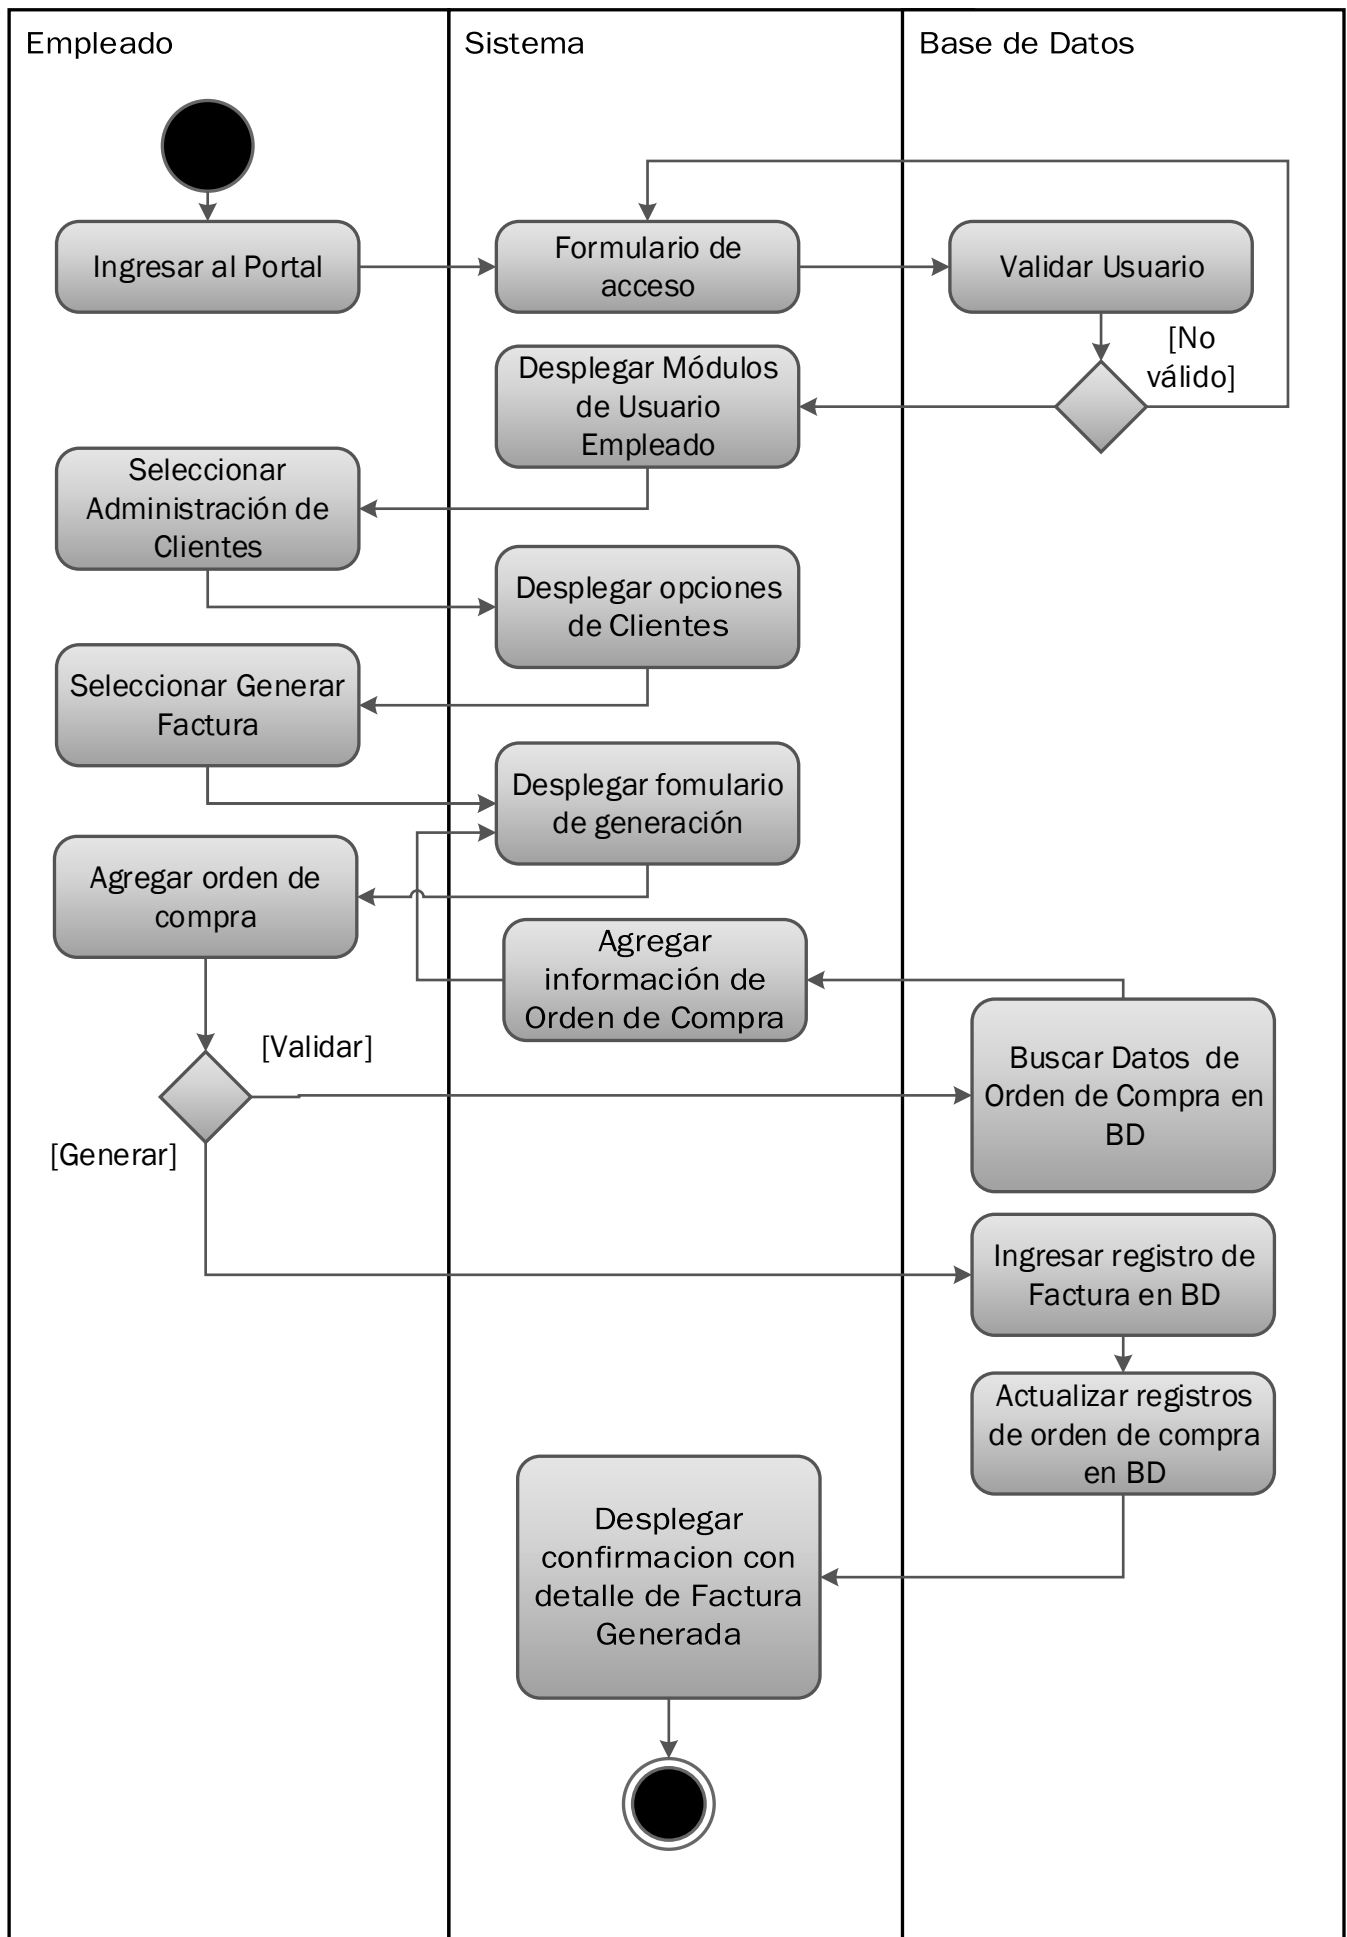 Empleado
Sistema
Base de Datos
Ingresar al Portal
Formulario de
acceso
Validar Usuario
[No
válido]
Desplegar Módulos
de Usuario
Empleado
Seleccionar
Administración de
Clientes
Desplegar opciones
de Clientes
Seleccionar Generar
Factura
Desplegar fomulario
de generación
Agregar orden de
compra
Agregar
información de
Orden de Compra
[Validar]
Buscar Datos de
Orden de Compra en
BD
[Generar]
Ingresar registro de
Factura en BD
Actualizar registros
de orden de compra
en BD
Desplegar
confirmacion con
detalle de Factura
Generada